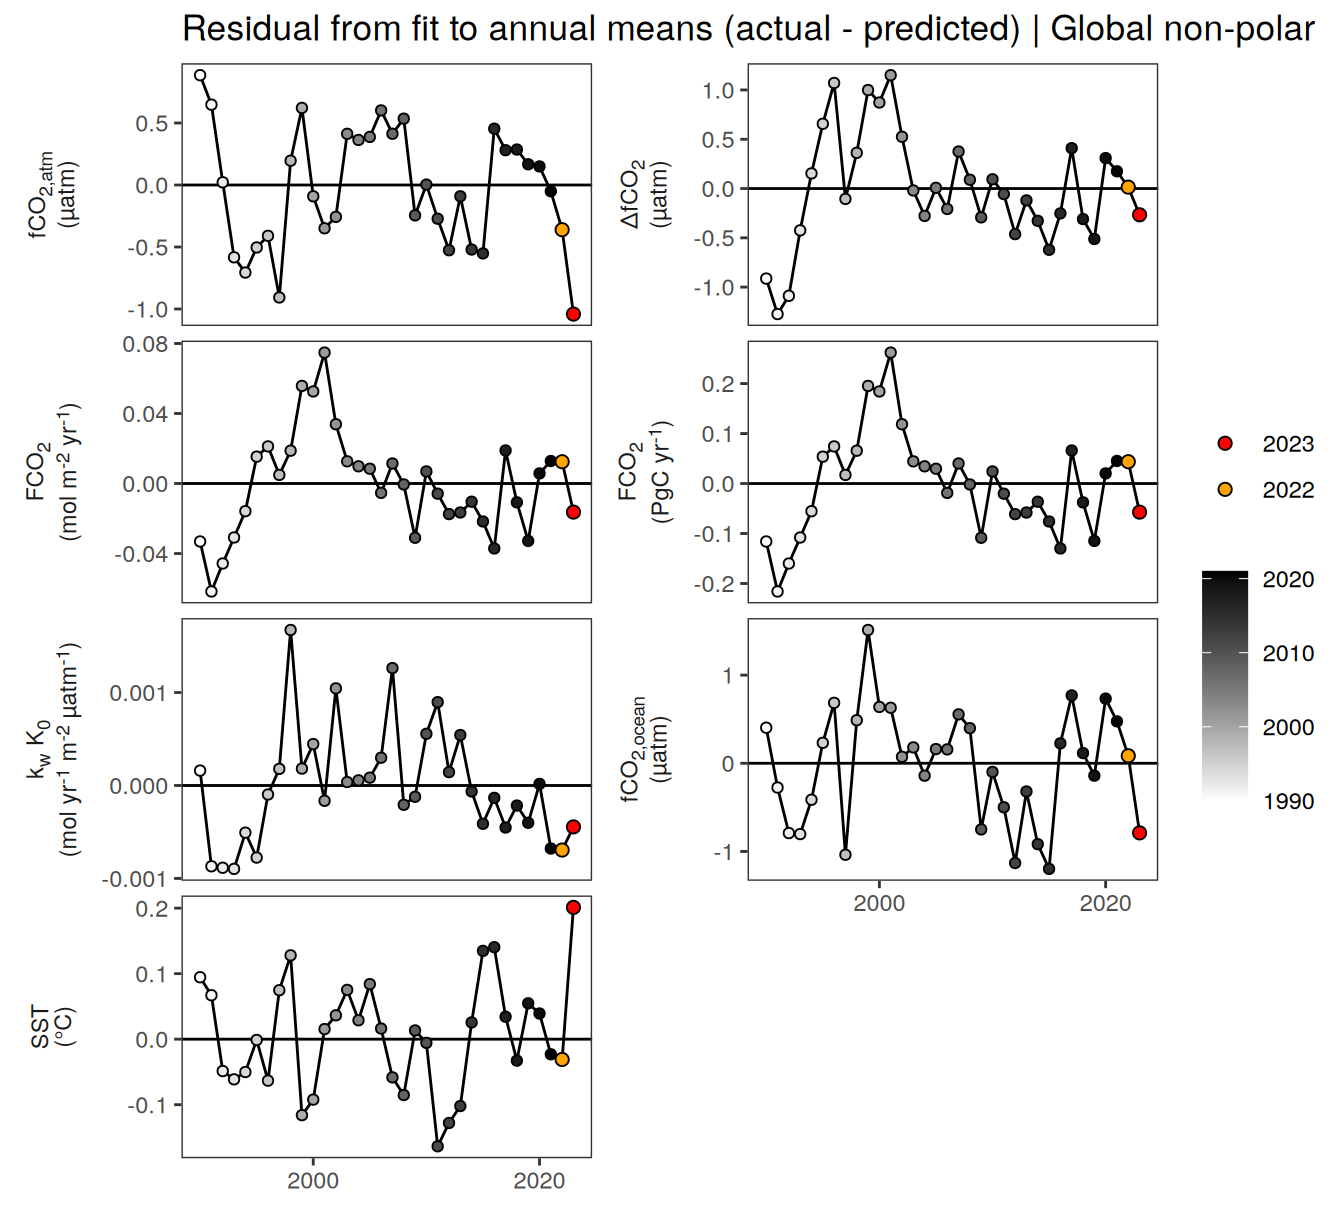 Residual from fit to annual means (actual - predicted) | Global non-polar
fCO2,atm
(µatm)
0.5
0.0
-0.5
-1.0
ΔfCO2
(µatm)
1.0
0.5
0.0
-0.5
-1.0
FCO2
(mol m-2 yr-1)
0.08
0.04
0.00
-0.04
FCO2
(PgC yr-1)
0.2
0.1
0.0
-0.1
-0.2
kw K0
(mol yr-1 m-2 µatm-1)
0.001
0.000
-0.001
fCO2,ocean
(µatm)
1
0
-1
2000 2020
SST
(°C)
0.2
0.1
0.0
-0.1
2000 2020
2023
2022
2020
2010
2000
1990